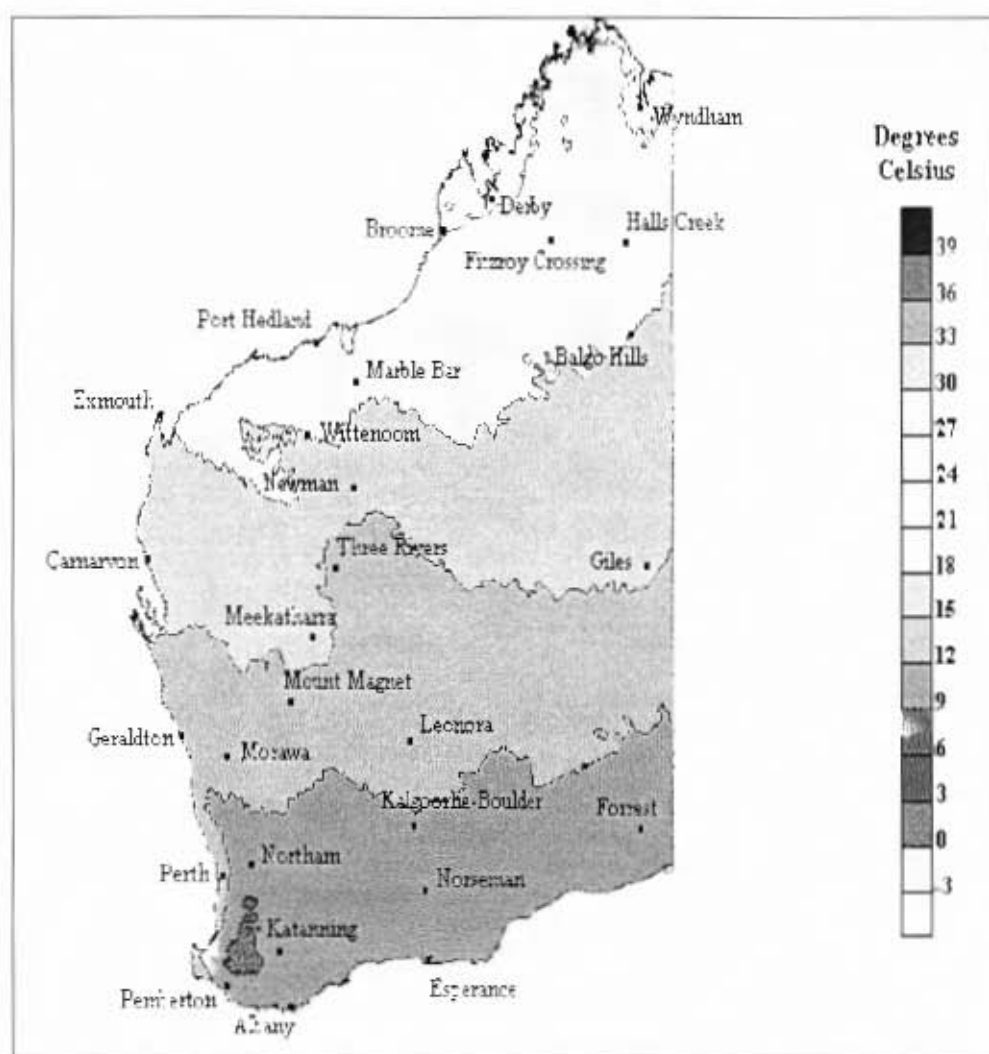 Wyndham
Degrees
Celsius
Derby
Halls Creek
Broome
Fitzroy Crossing
39
36
Port Hedland
33
Balgo Hills
Marble Bar
30
Exmouth
Wittenoom
27
Newman
24
21
Three Rivers
Giles
Carnarvon
18
Meekatharra
15
12
Mount Magnet
9
Leonora
Geraldton
Morawa
6
Kalgoorlie-Boulder
3
Forrest
0
Northam
Perth
Norseman
-3
Katanning
Esperance
Pemberton
Albany